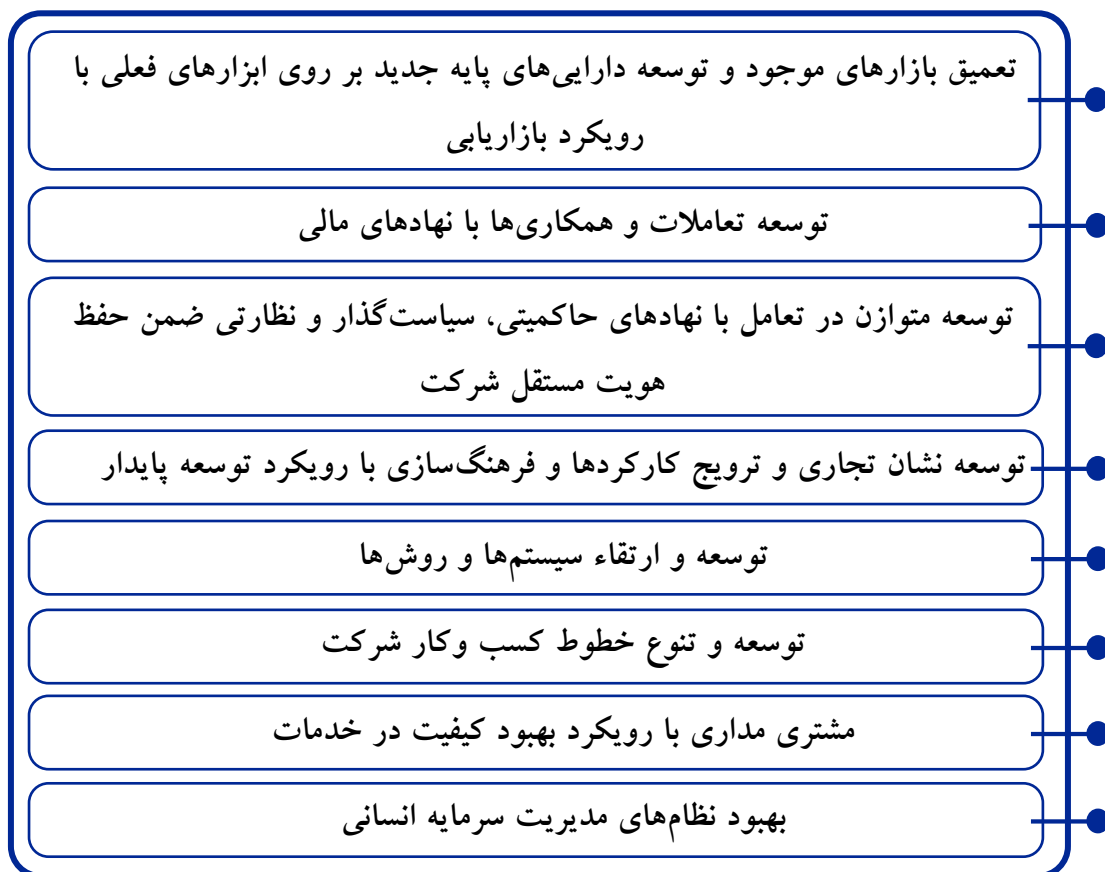 تعمیق بازارهای موجود و توسعه دارایی‌های پایه جدید بر روی ابزارهای فعلی با
رویکرد بازاریابی
توسعه تعاملات و همکاری‌ها با نهادهای مالی
توسعه متوازن در تعامل با نهادهای حاکمیتی، سیاست‌گذار و نظارتی ضمن حفظ
هویت مستقل شرکت
توسعه نشان تجاری و ترویج کارکردها و فرهنگ‌سازی با رویکرد توسعه پایدار
توسعه و ارتقاء سیستم‌ها و روش‌ها
توسعه و تنوع خطوط کسب وکار شرکت
مشتری مداری با رویکرد بهبود کیفیت در خدمات
بهبود نظام‌های مدیریت سرمایه انسانی